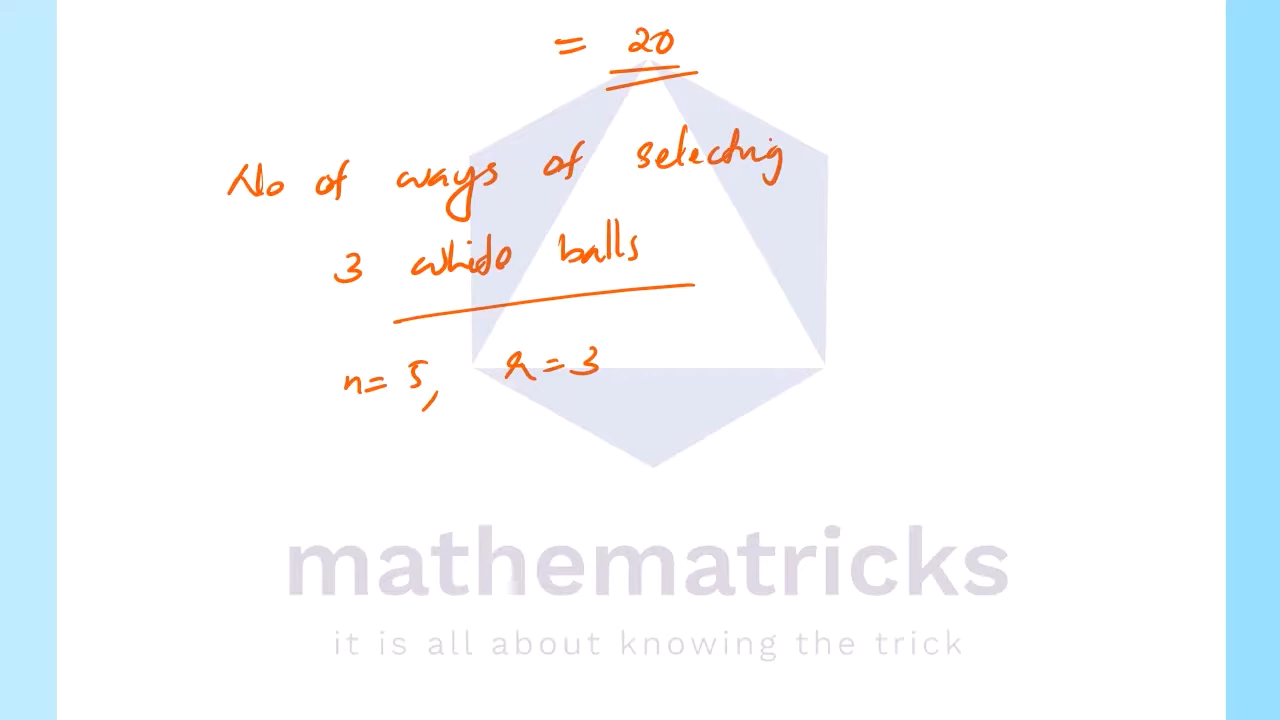 = 20
No of ways of selecting
3 white balls
n = 5, r = 3
mathematricks
it is all about knowing the trick